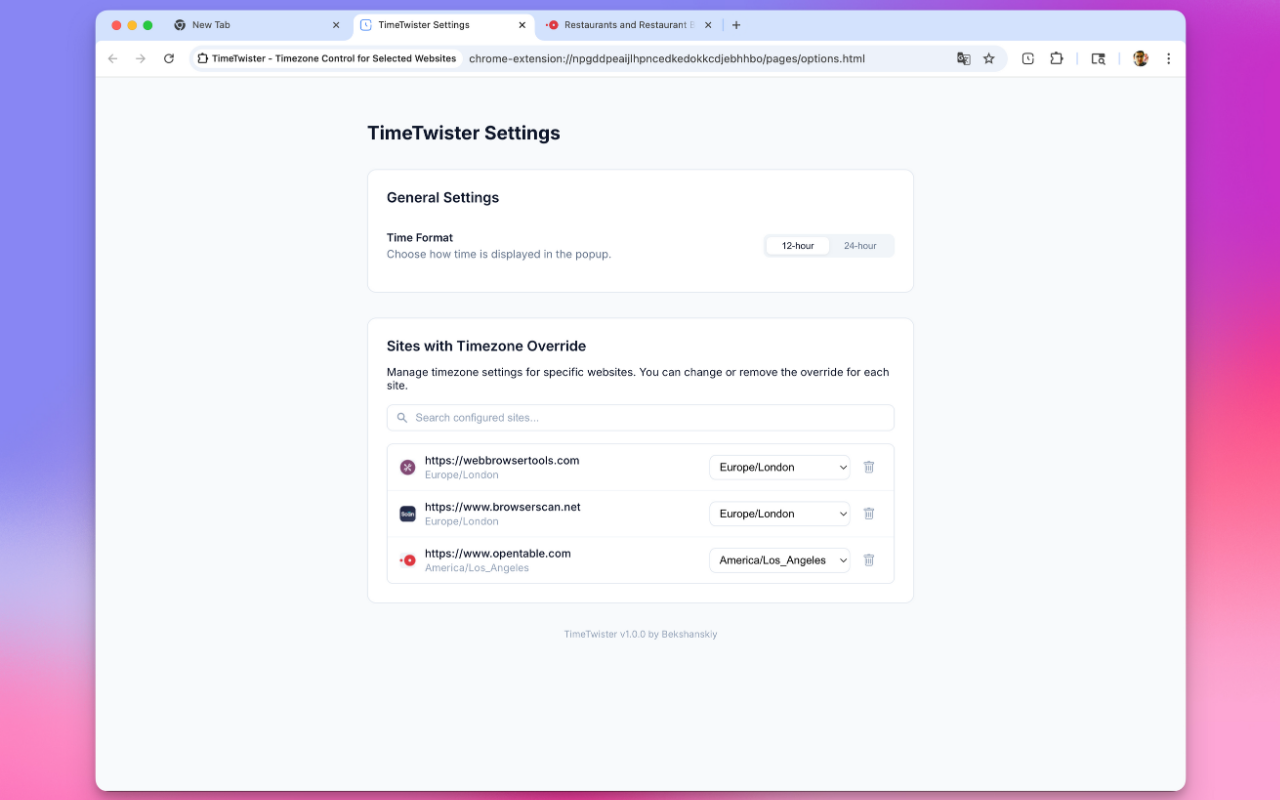 New Tab
TimeTwister Settings
Restaurants and Restaurant
TimeTwister - Timezone Control for Selected Websites
chrome-extension://npgddpeaijlhpncedkedokkcdjebhhbo/pages/options.html
TimeTwister Settings
General Settings
Time Format
Choose how time is displayed in the popup.
12-hour
24-hour
Sites with Timezone Override
Manage timezone settings for specific websites. You can change or remove the override for each
site.
Search configured sites...
https://webbrowsertools.com
Europe/London
Europe/London
https://www.browserscan.net
Europe/London
Europe/London
https://www.opentable.com
America/Los_Angeles
America/Los_Angeles
TimeTwister v1.0.0 by Bekshanskiy